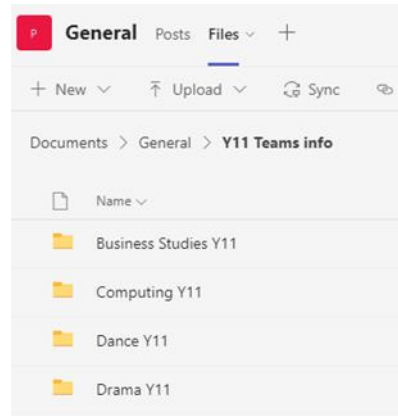 P General Posts Files +
+ New Upload Sync
Documents > General > Y11 Teams info
Name
Business Studies Y11
Computing Y11
Dance Y11
Drama Y11